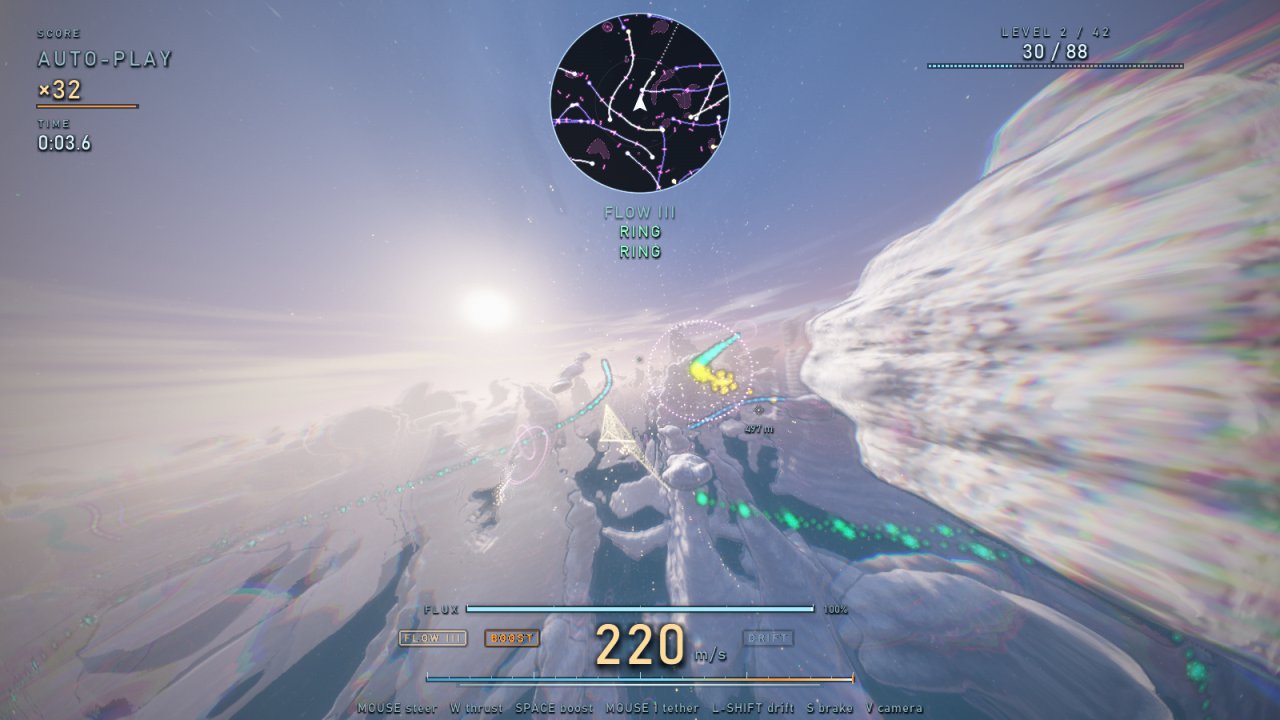 SCORE
AUTO-PLAY
×32
TIME
0:03.6
LEVEL 2 / 42
30 / 88
FLOW III
RING
RING
497 m
FLUX
100%
FLOW III
BOOST
220 m/s
DRIFT
MOUSE steer W thrust SPACE boost MOUSE 1 tether L-SHIFT drift S brake V camera